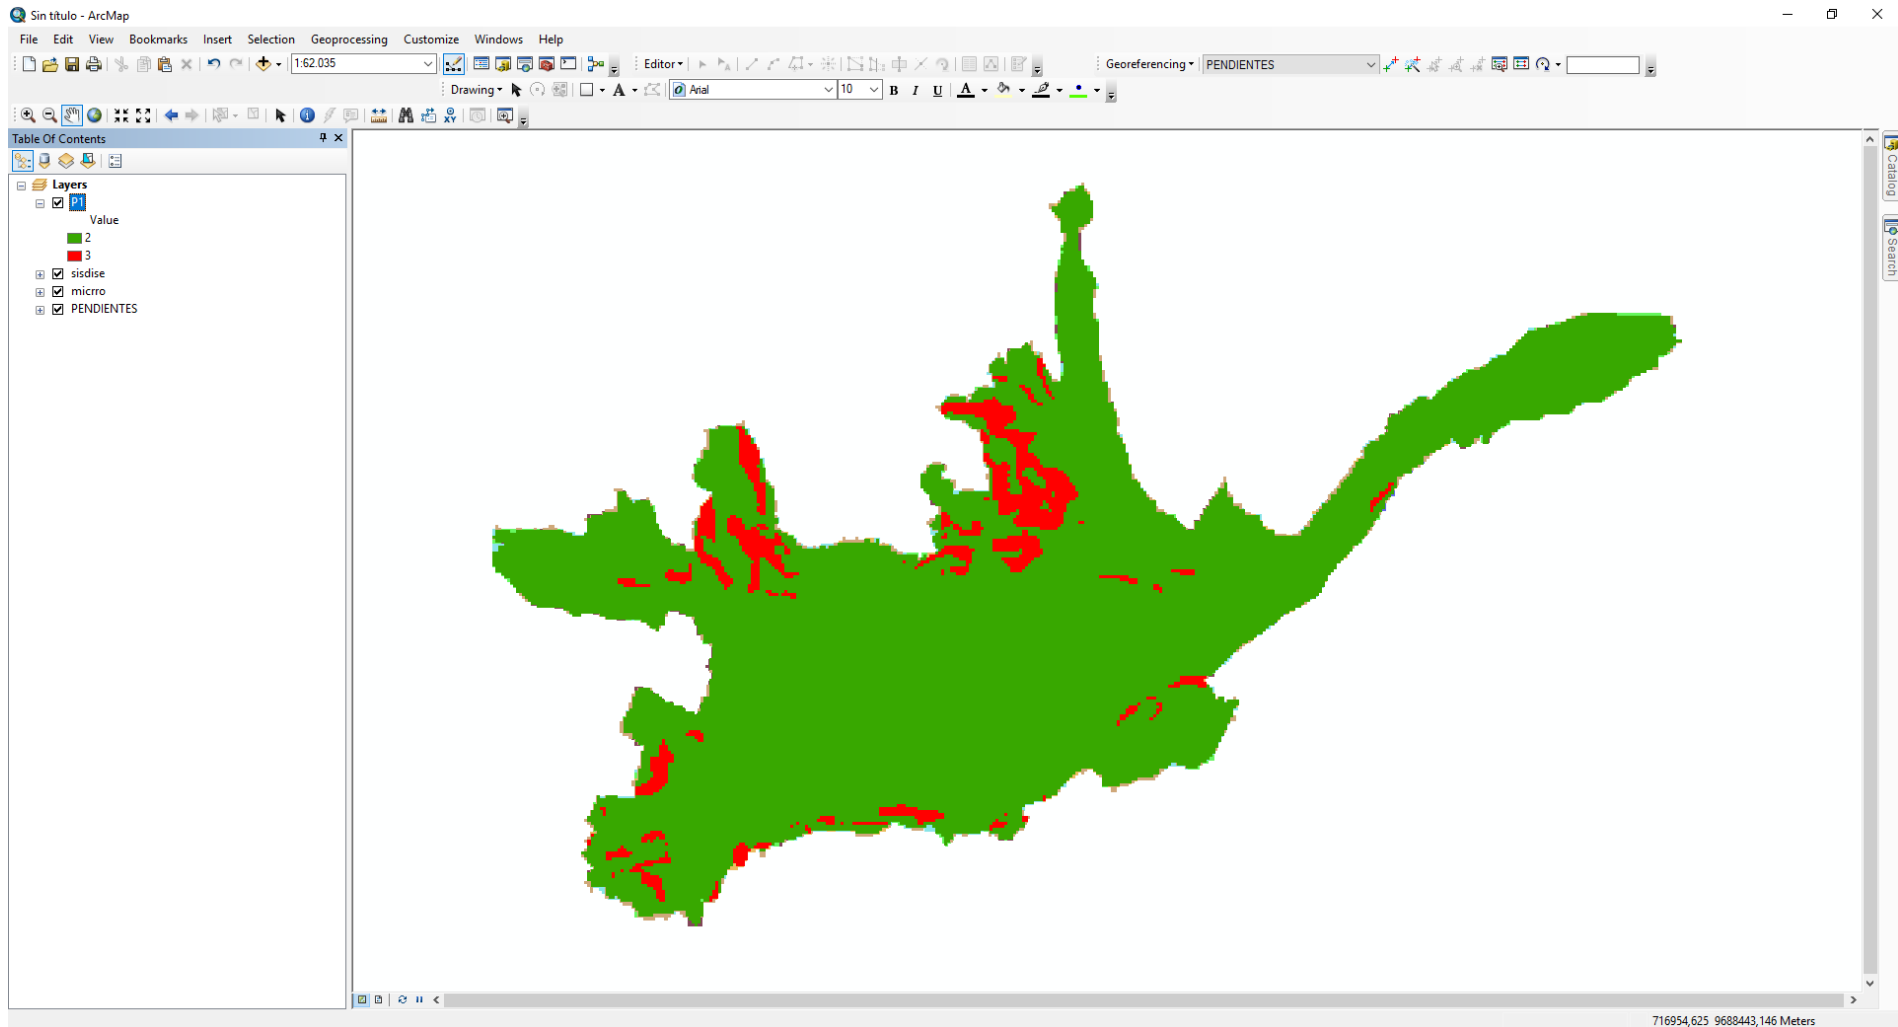 Sin título - ArcMap
File Edit View Bookmarks Insert Selection Geoprocessing Customize Windows Help
1:62.035 Editor Georeferencing PENDIENTES
Drawing A Arial 10 B I U A
Table Of Contents
Layers
P1
Value
2
3
sisdise
micrro
PENDIENTES
Catalog
Search
716954,625 9688443,146 Meters